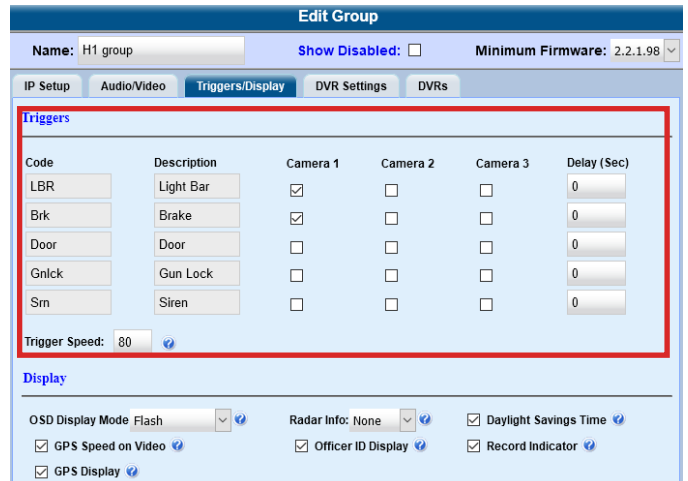 Edit Group
Name: H1 group Show Disabled: Minimum Firmware: 2.2.1.98
IP Setup Audio/Video Triggers/Display DVR Settings DVRs
Triggers
Code Description Camera 1 Camera 2 Camera 3 Delay (Sec)
LBR Light Bar 0
Brk Brake 0
Door Door 0
Gnlck Gun Lock 0
Srn Siren 0
Trigger Speed: 80 ?
Display
OSD Display Mode Flash ? Radar Info: None ? Daylight Savings Time ?
GPS Speed on Video ? Officer ID Display ? Record Indicator ?
GPS Display ?